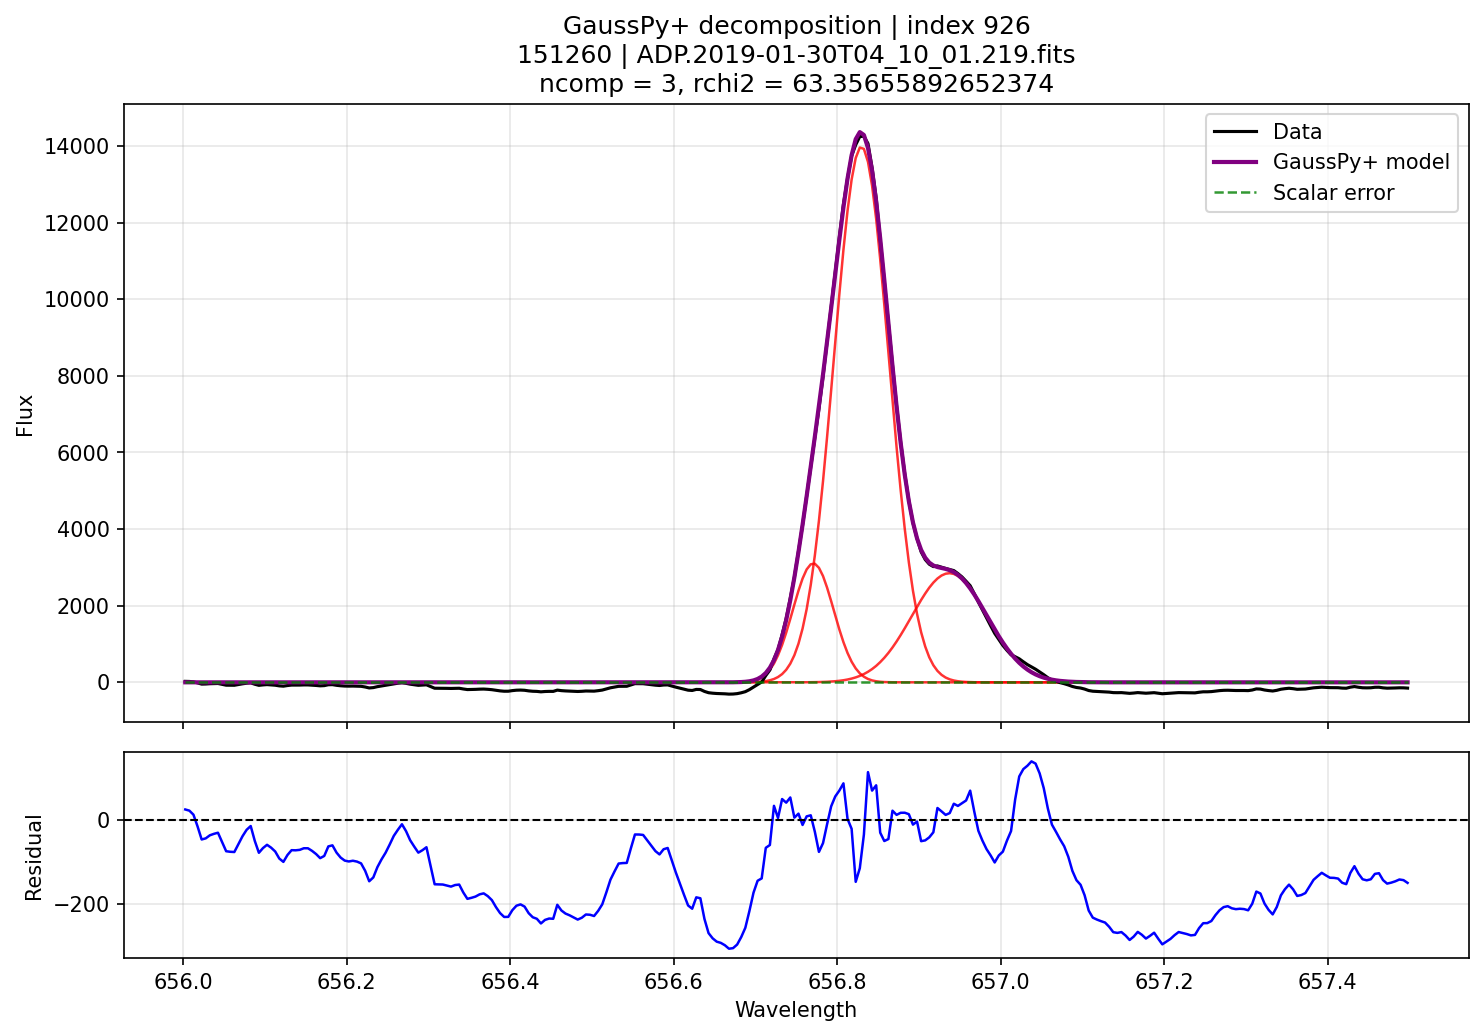 GaussPy+ decomposition | index 926
151260 | ADP.2019-01-30T04_10_01.219.fits
ncomp = 3, rchi2 = 63.35655892652374
Data
GaussPy+ model
Scalar error
14000
12000
10000
8000
6000
4000
2000
0
Flux
0
−200
Residual
656.0
656.2
656.4
656.6
656.8
657.0
657.2
657.4
Wavelength